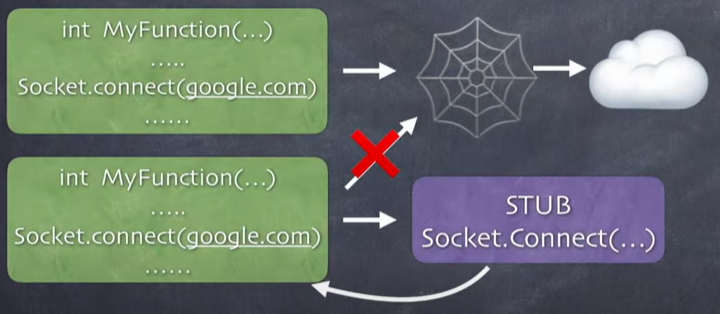 int MyFunction(...)
.....
Socket.connect(google.com)
......
int MyFunction(...)
.....
Socket.connect(google.com)
......
STUB
Socket.Connect(...)